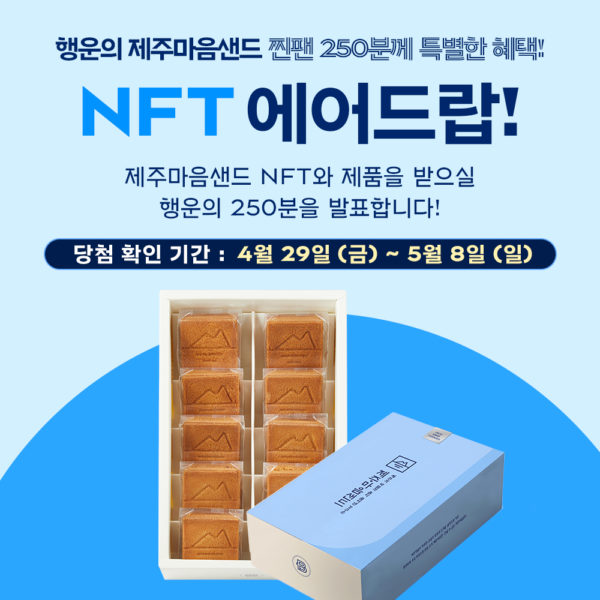 행운의 제주마음샌드 찐팬 250분께 특별한 혜택!!
NFT 에어드랍!
제주마음샌드 NFT와 제품을 받으실
행운의 250분을 발표합니다!
당첨 확인 기간 : 4월 29일 (금) ~ 5월 8일 (일)